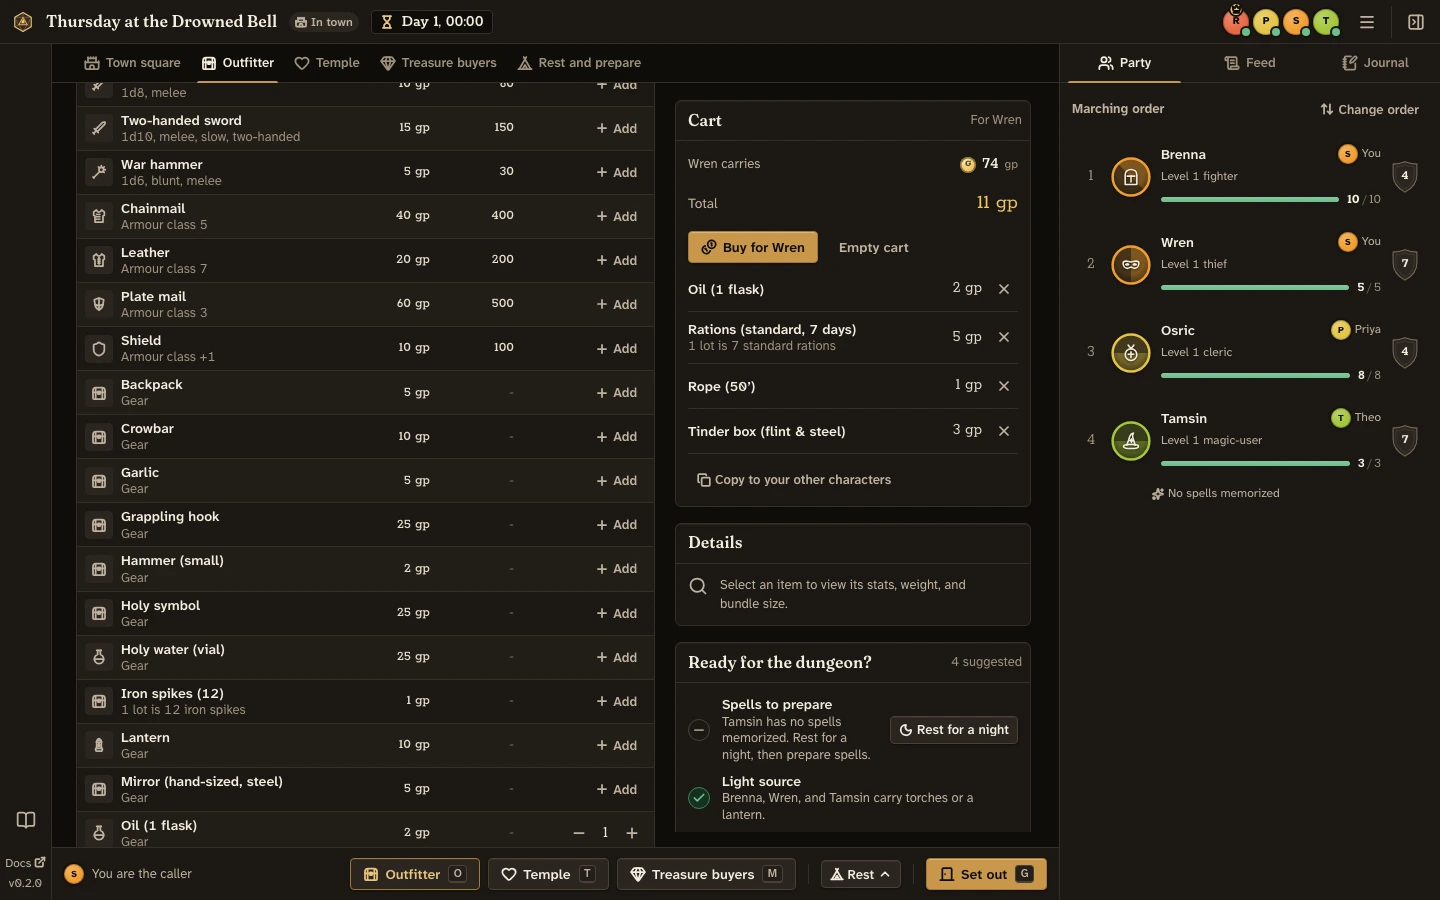 Thursday at the Drowned Bell
In town
Day 1, 00:00
R
P
S
T
Town square
Outfitter
Temple
Treasure buyers
Rest and prepare
Party
Feed
Journal
1d8, melee
10 gp
60
Add
Two-handed sword
1d10, melee, slow, two-handed
15 gp
150
+ Add
War hammer
1d6, blunt, melee
5 gp
30
+ Add
Chainmail
Armour class 5
40 gp
400
+ Add
Leather
Armour class 7
20 gp
200
+ Add
Plate mail
Armour class 3
60 gp
500
+ Add
Shield
Armour class +1
10 gp
100
+ Add
Backpack
Gear
5 gp
-
+ Add
Crowbar
Gear
10 gp
-
+ Add
Garlic
Gear
5 gp
-
+ Add
Grappling hook
Gear
25 gp
-
+ Add
Hammer (small)
Gear
2 gp
-
+ Add
Holy symbol
Gear
25 gp
-
+ Add
Holy water (vial)
Gear
25 gp
-
+ Add
Iron spikes (12)
1 lot is 12 iron spikes
1 gp
-
+ Add
Lantern
Gear
10 gp
-
+ Add
Mirror (hand-sized, steel)
Gear
5 gp
-
+ Add
Oil (1 flask)
Gear
2 gp
-
− 1 +
Cart
For Wren
Wren carries
G 74 gp
Total
11 gp
Buy for Wren
Empty cart
Oil (1 flask)
2 gp
Rations (standard, 7 days)
1 lot is 7 standard rations
5 gp
Rope (50’)
1 gp
Tinder box (flint & steel)
3 gp
Copy to your other characters
Details
Select an item to view its stats, weight, and
bundle size.
Ready for the dungeon?
4 suggested
Spells to prepare
Tamsin has no spells
memorized. Rest for a
night, then prepare spells.
Rest for a night
Light source
Brenna, Wren, and Tamsin carry torches or a
lantern.
Marching order
Change order
1
Brenna
S You
Level 1 fighter
10 / 10
4
2
Wren
S You
Level 1 thief
5 / 5
7
3
Osric
P Priya
Level 1 cleric
8 / 8
4
4
Tamsin
T Theo
Level 1 magic-user
3 / 3
7
No spells memorized
Docs
v0.2.0
S You are the caller
Outfitter O
Temple T
Treasure buyers M
Rest
Set out G